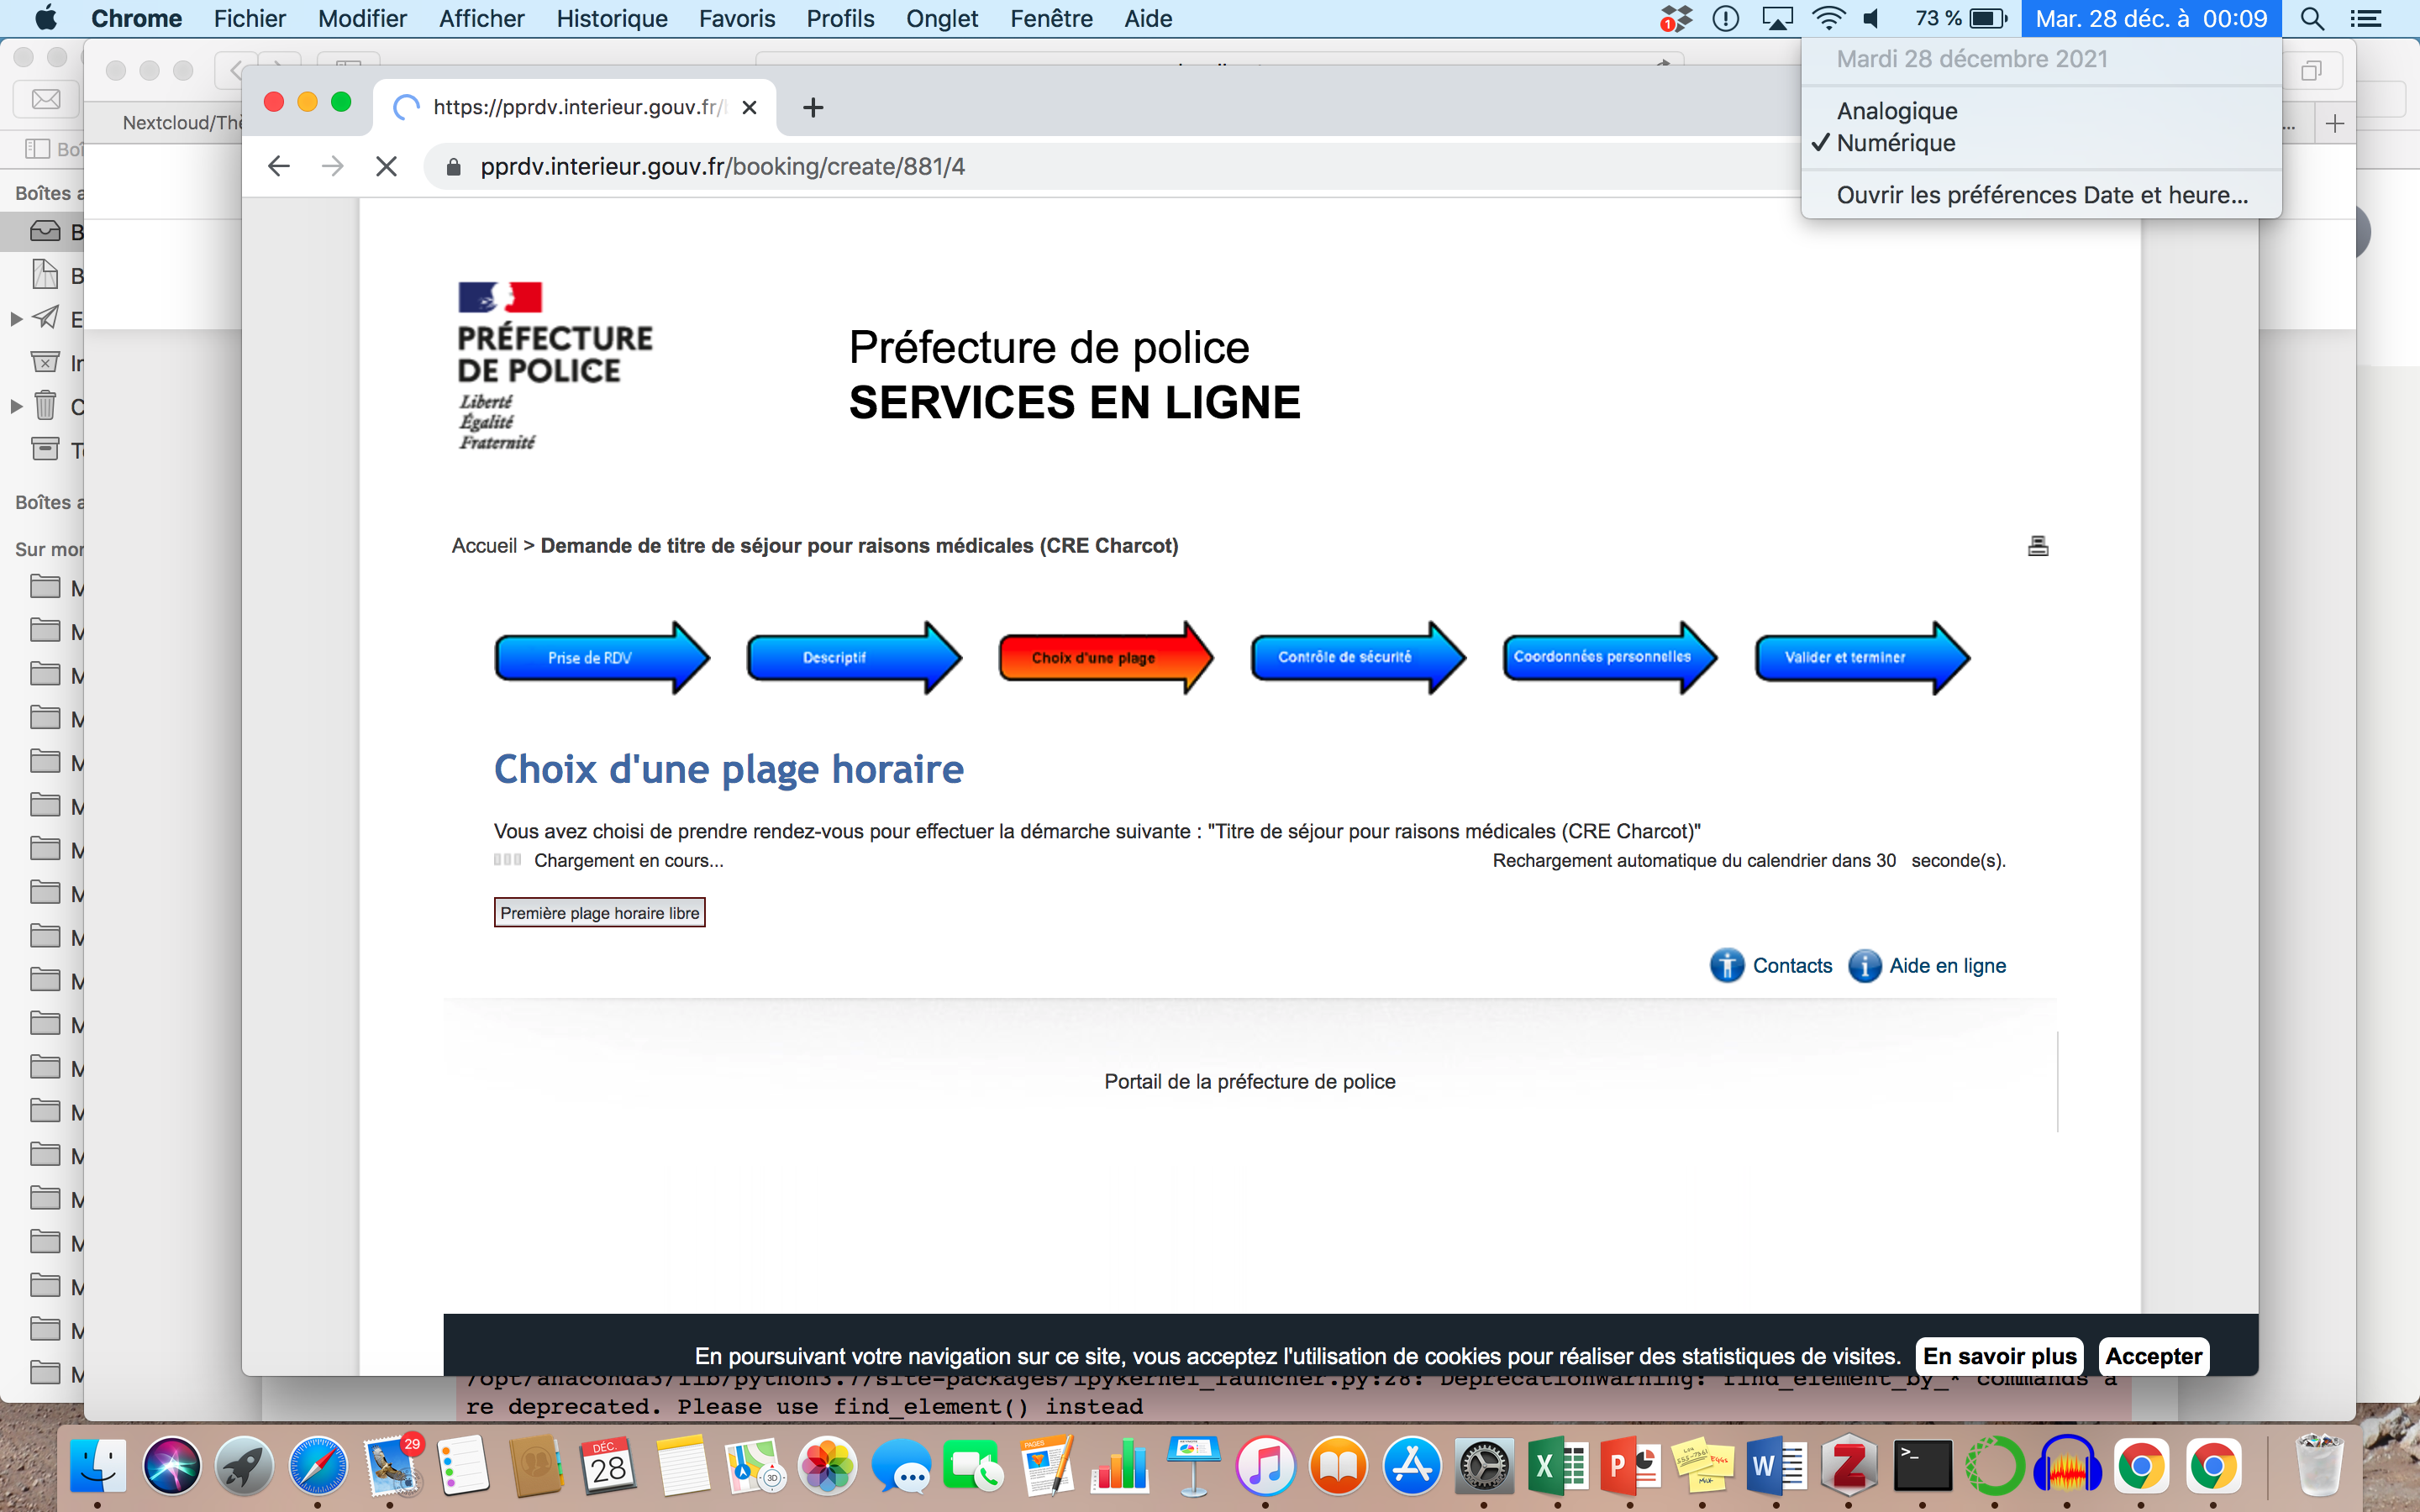 Chrome Fichier Modifier Afficher Historique Favoris Profils Onglet Fenêtre Aide
1 73 % Mar. 28 déc. à 00:09
Mardi 28 décembre 2021
Analogique
✓ Numérique
Ouvrir les préférences Date et heure...
https://pprdv.interieur.gouv.fr/
pprdv.interieur.gouv.fr/booking/create/881/4
PRÉFECTURE
DE POLICE
Liberté
Égalité
Fraternité
Préfecture de police
SERVICES EN LIGNE
Accueil > Demande de titre de séjour pour raisons médicales (CRE Charcot)
Prise de RDV
Descriptif
Choix d'une plage
Contrôle de sécurité
Coordonnées personnelles
Valider et terminer
Choix d'une plage horaire
Vous avez choisi de prendre rendez-vous pour effectuer la démarche suivante : "Titre de séjour pour raisons médicales (CRE Charcot)"
Chargement en cours...
Rechargement automatique du calendrier dans 30 seconde(s).
Première plage horaire libre
Contacts
Aide en ligne
Portail de la préfecture de police
En poursuivant votre navigation sur ce site, vous acceptez l'utilisation de cookies pour réaliser des statistiques de visites. En savoir plus Accepter
/opt/anaconda3/lib/python3.7/site-packages/ipykernel_launcher.py:28: DeprecationWarning: find_element_by_* commands a
re deprecated. Please use find_element() instead
Nextcloud/Th
Boîtes
Boîtes
Sur mo
29
DÉC.
28
3D
PAGES